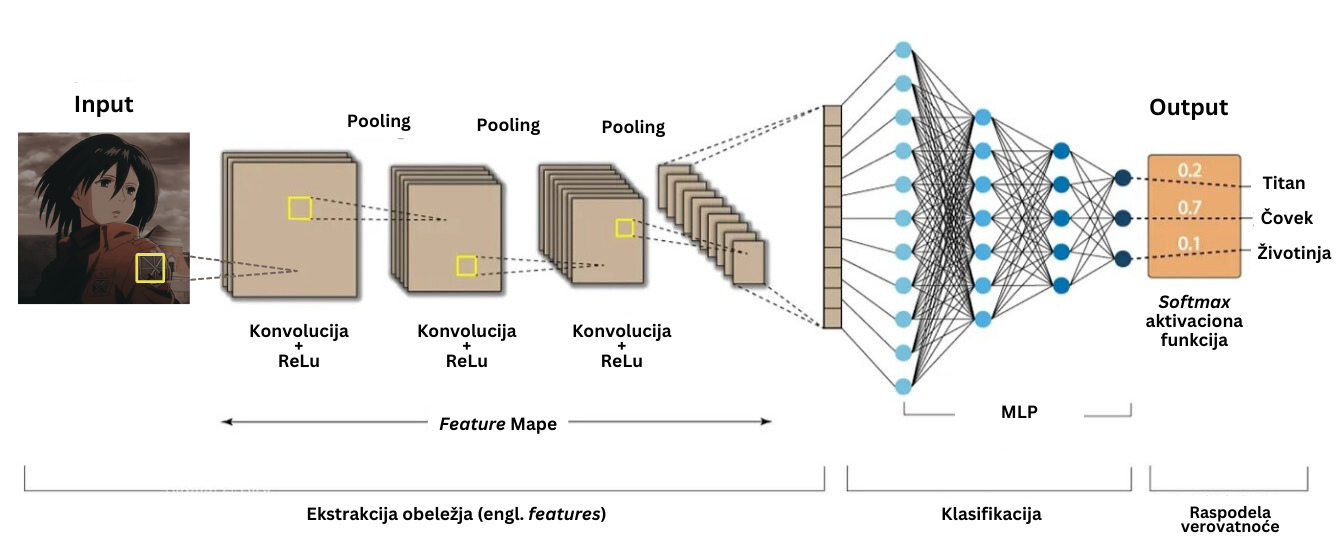 Input
Pooling
Pooling
Pooling
Output
0.2
0.7
0.1
Titan
Čovek
Životinja
Softmax
aktivaciona
funkcija
Konvolucija
+
ReLu
Konvolucija
+
ReLu
Konvolucija
+
ReLu
Feature Mape
MLP
Ekstrakcija obeležja (engl. features)
Klasifikacija
Raspodela
verovatnoće